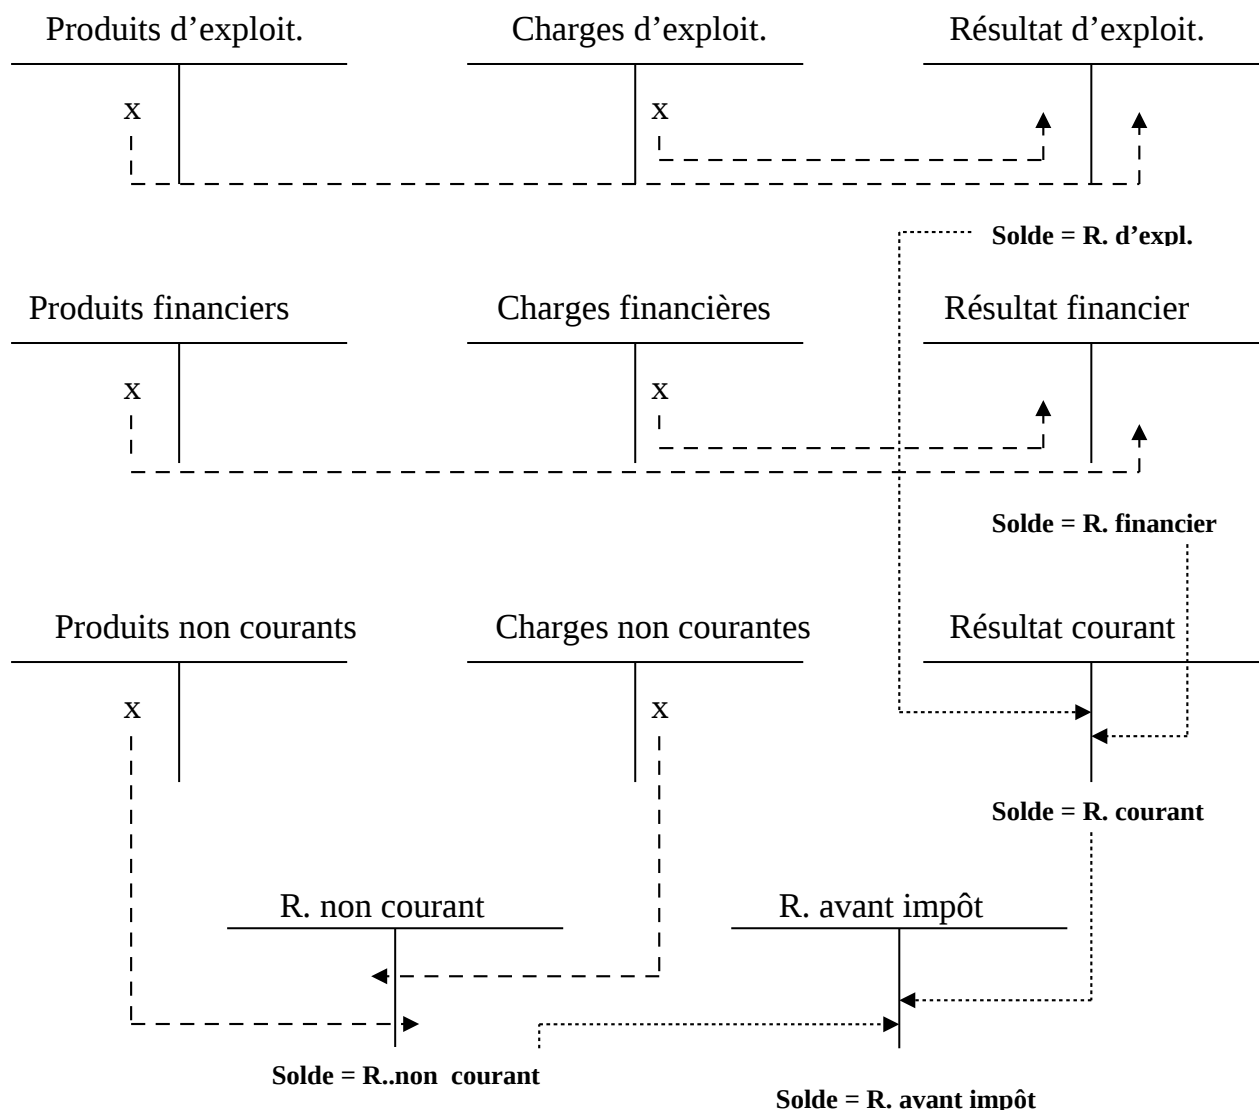 Produits d’exploit. Charges d’exploit. Résultat d’exploit.
x x
Solde = R. d’expl.
Produits financiers Charges financières Résultat financier
x x
Solde = R. financier
Produits non courants Charges non courantes Résultat courant
x x
Solde = R. courant
R. non courant R. avant impôt
Solde = R..non courant
Solde = R. avant impôt